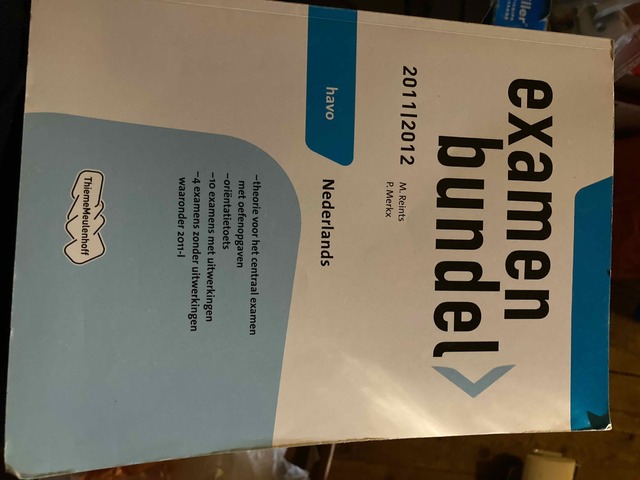 examen
bundel
2011|2012
M. Reints
P. Merkx
havo
Nederlands
–theorie voor het centraal examen
met oefenopgaven
–oriëntatietoets
–10 examens met uitwerkingen
–4 examens zonder uitwerkingen
waaronder 2011-I
ThiemeMeulenhoff